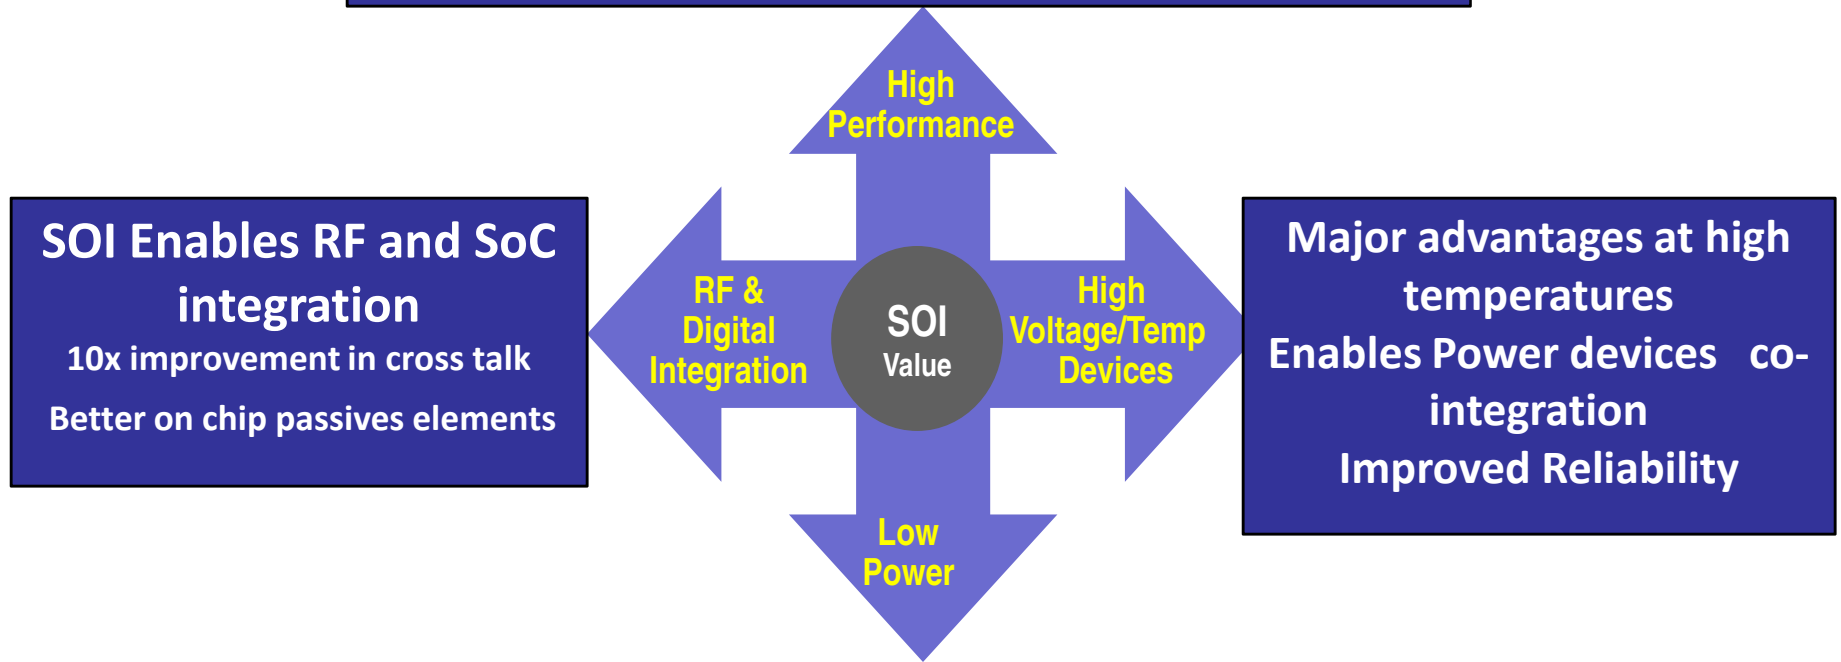 High
Performance
SOI Enables RF and SoC
integration
10x improvement in cross talk
Better on chip passives elements
RF &
Digital
Integration
SOI
Value
High
Voltage/Temp
Devices
Major advantages at high
temperatures
Enables Power devices   co-
integration
Improved Reliability
Low
Power